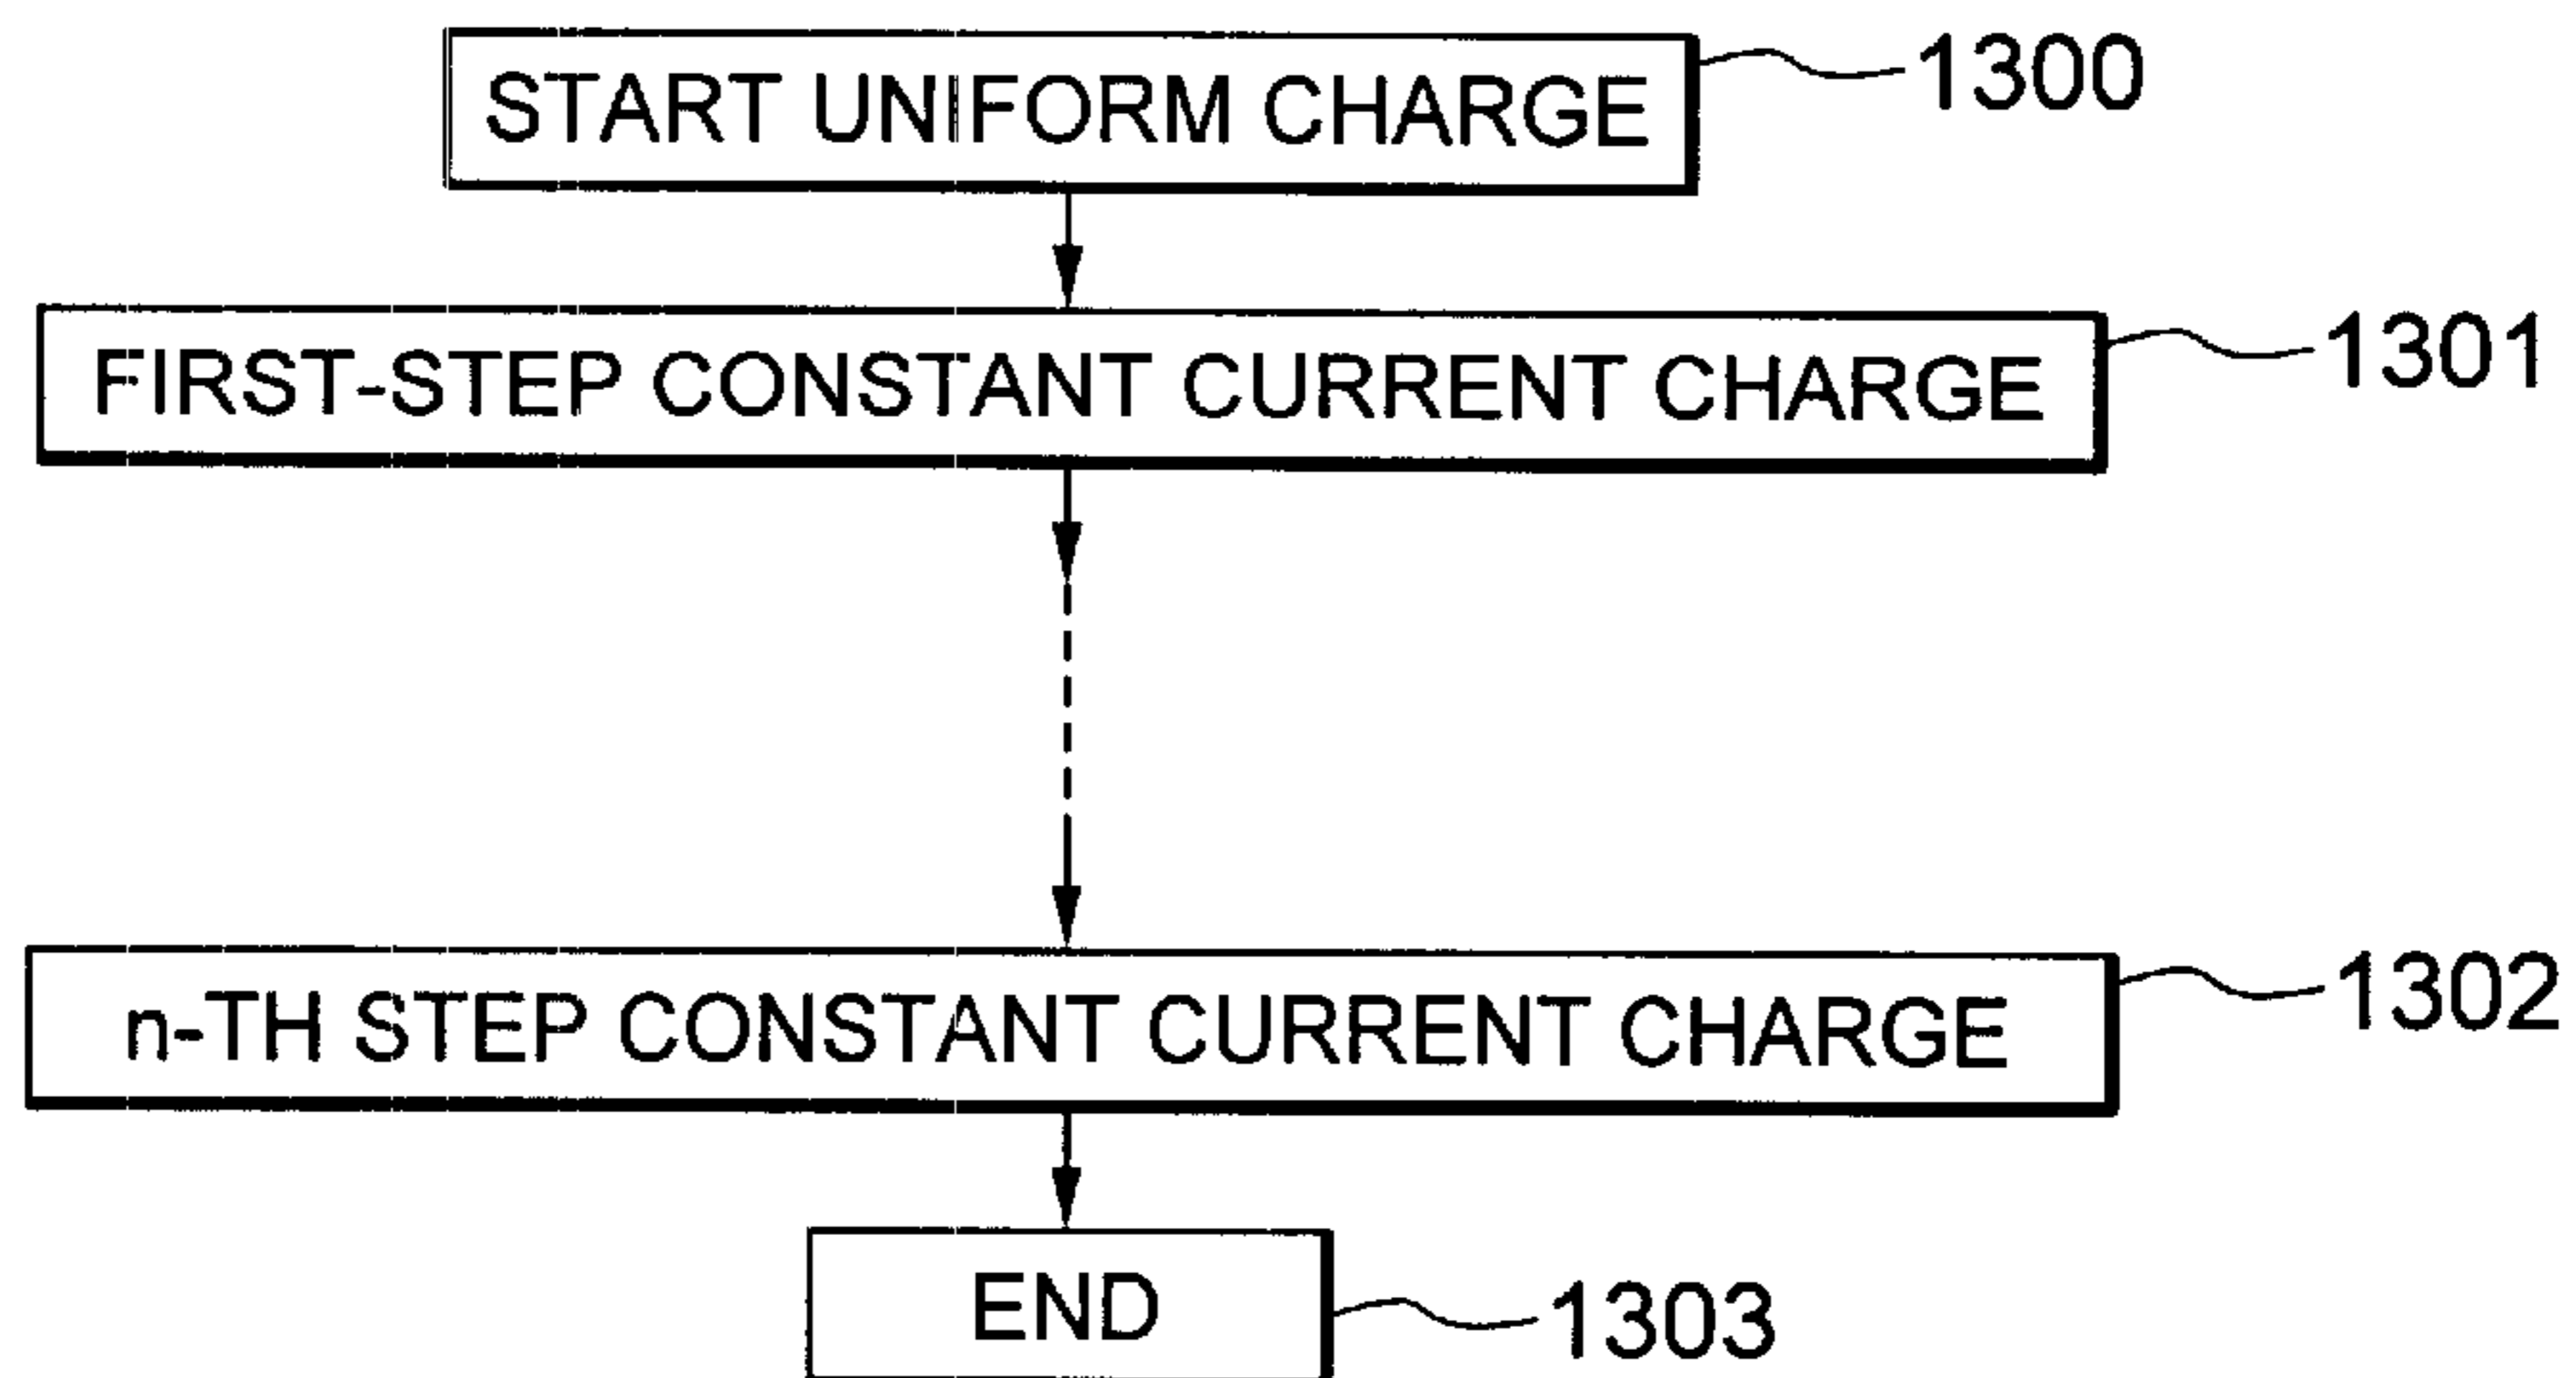 START UNIFORM CHARGE 1300
FIRST-STEP CONSTANT CURRENT CHARGE 1301
n-TH STEP CONSTANT CURRENT CHARGE 1302
END 1303